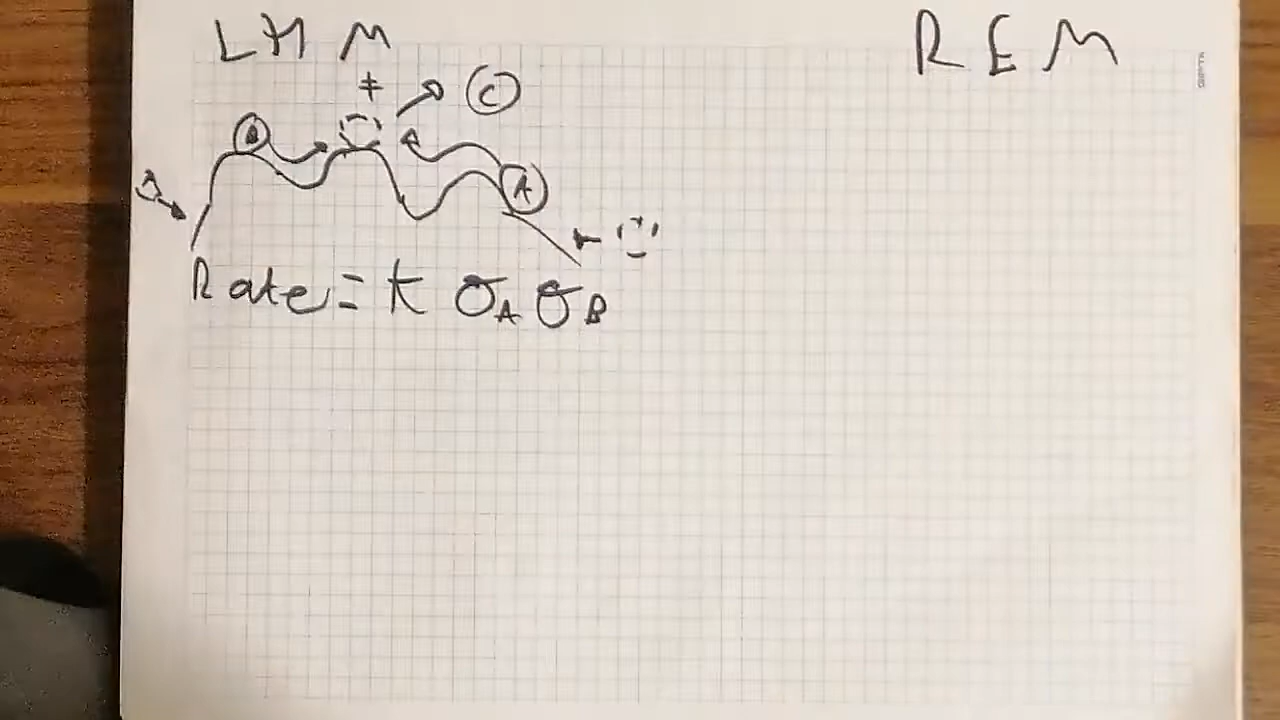 LHM REM
‡ C
B
A
Rate = k σA σB